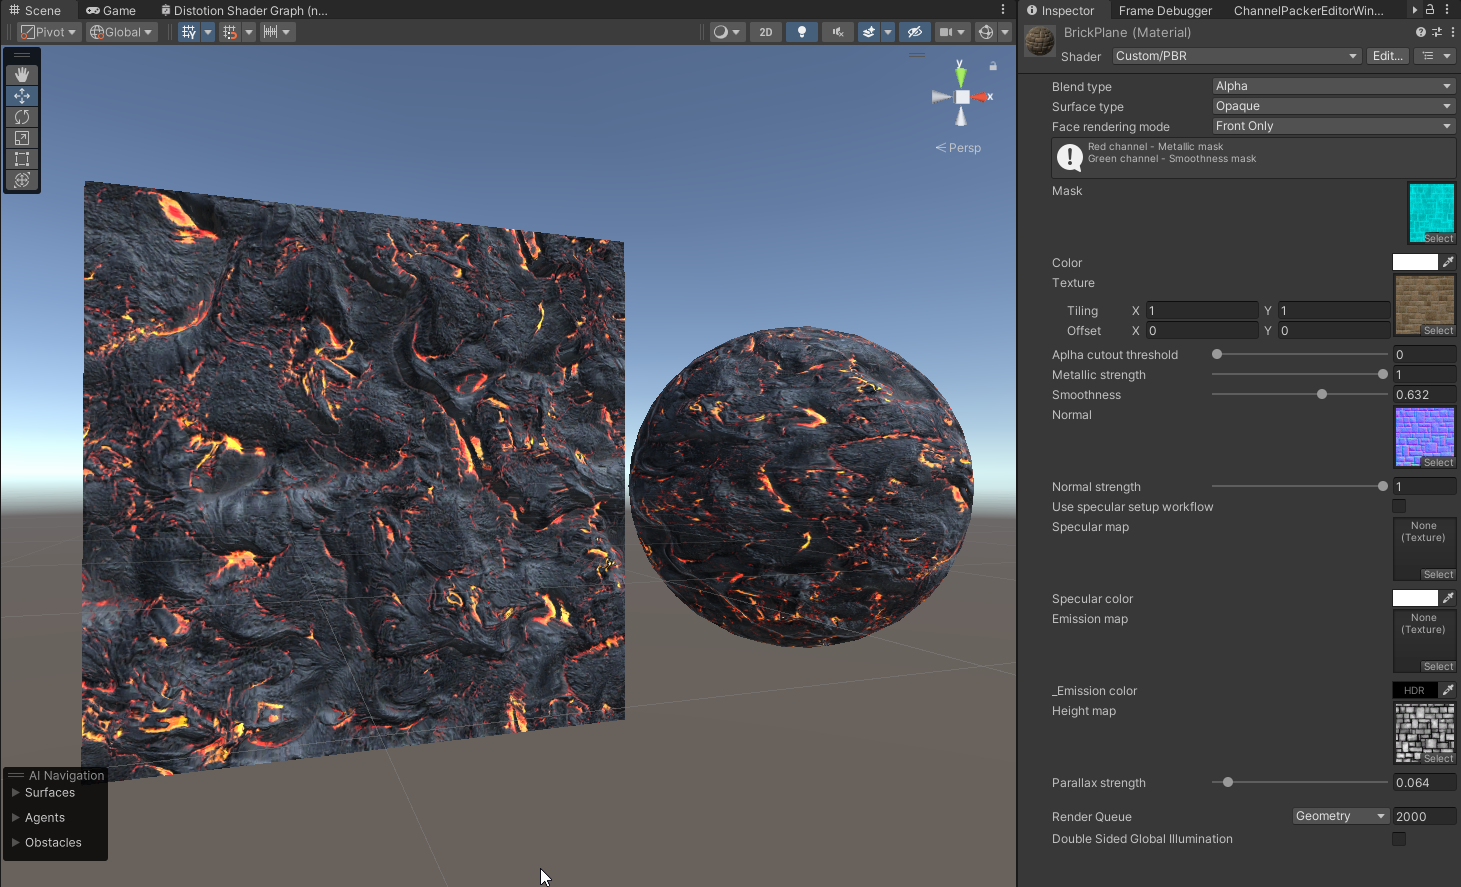 Scene
Game
Distotion Shader Graph (n...
Pivot
Global
2D
y
x
Persp
AI Navigation
Surfaces
Agents
Obstacles
Inspector
Frame Debugger
ChannelPackerEditorWin...
BrickPlane (Material)
Shader Custom/PBR Edit...
Blend type Alpha
Surface type Opaque
Face rendering mode Front Only
Red channel - Metallic mask
Green channel - Smoothness mask
Mask
Select
Color
Texture
Tiling X 1 Y 1
Offset X 0 Y 0
Select
Aplha cutout threshold 0
Metallic strength 1
Smoothness 0.632
Normal
Select
Normal strength 1
Use specular setup workflow
Specular map
None
(Texture)
Select
Specular color
Emission map
None
(Texture)
Select
_Emission color HDR
Height map
Select
Parallax strength 0.064
Render Queue Geometry 2000
Double Sided Global Illumination